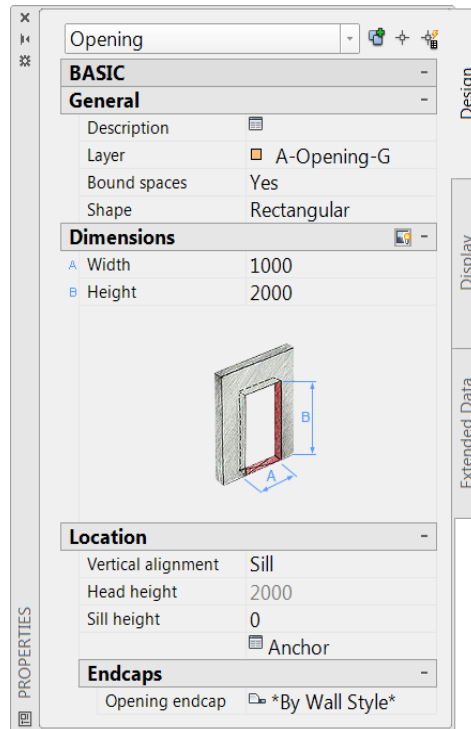 Opening
BASIC
General
Description
Layer A-Opening-G
Bound spaces Yes
Shape Rectangular
Dimensions
A Width 1000
B Height 2000
B
A
Location
Vertical alignment Sill
Head height 2000
Sill height 0
Anchor
Endcaps
Opening endcap *By Wall Style*
PROPERTIES
Design
Display
Extended Data